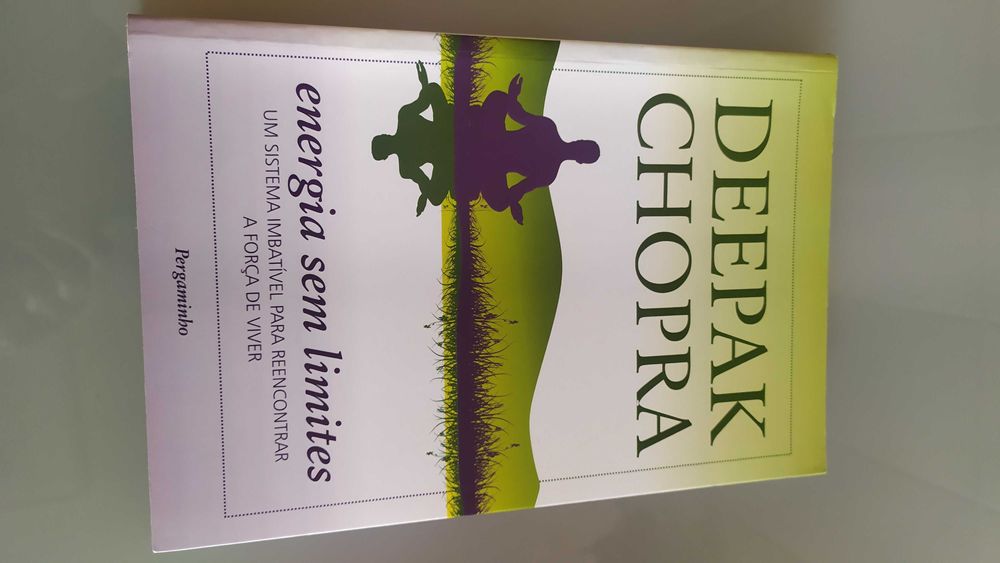 DEEPAK
CHOPRA
energia sem limites
UM SISTEMA IMBATÍVEL PARA REENCONTRAR
A FORÇA DE VIVER
Pergaminho